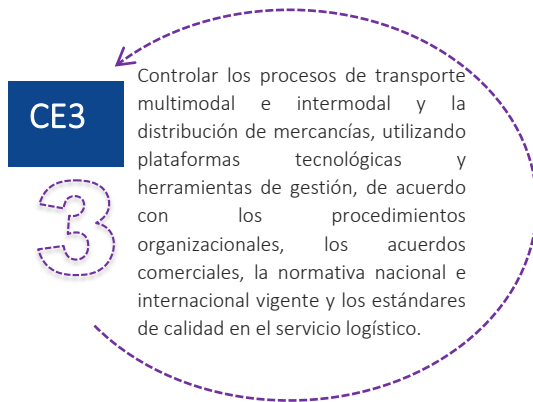 CE3
3
Controlar los procesos de transporte
multimodal e intermodal y la
distribución de mercancías, utilizando
plataformas tecnológicas y
herramientas de gestión, de acuerdo
con los procedimientos
organizacionales, los acuerdos
comerciales, la normativa nacional e
internacional vigente y los estándares
de calidad en el servicio logístico.